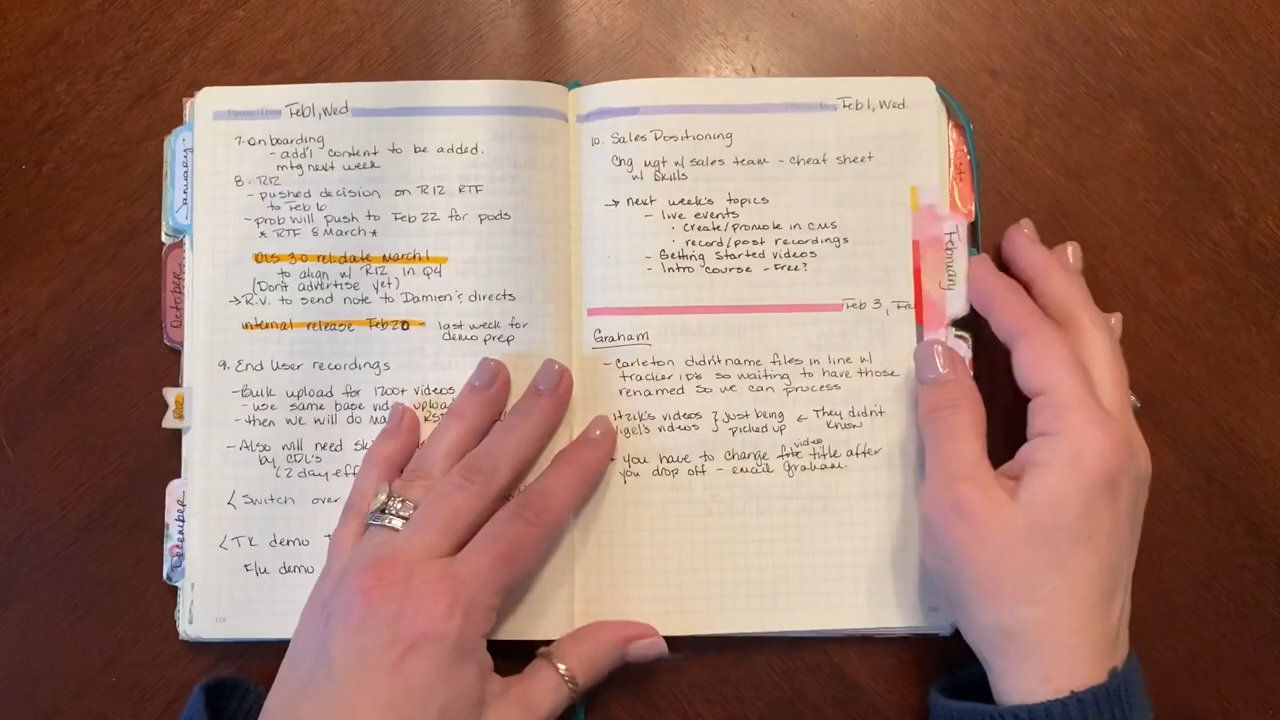 Feb 1, Wed
7. Onboarding
- add'l content to be added.
mtg next week
8. R12
- pushed decision on R12 RTF
to Feb 6
- prob will push to Feb 22 for pods
* RTF 8 March *
30 rel. date March 1
to align w/ R12 in Q4
(Don't advertise yet)
→ R.V. to send note to Damien's directs
internal release Feb 20 - last week for
demo prep
9. End User recordings
- Bulk upload for 1200+ videos
- use same base video upload
- then we will do
- Also will need
by CDL's
(2 day eff
< Switch over
< TK demo
F/u demo
Feb 1, Wed.
10. Sales Positioning
Chg mgt w/ sales team - cheat sheet
w/ Skills
→ next week's topics
- live events
• create/promote in CMS
• record/post recordings
- Getting Started videos
- Intro course - Free?
Feb 3, Fr
Graham
- Carleton didn't name files in line w/
tracker ID's so waiting to have those
renamed so we can process
Itzik's videos } just being ← They didn't
Nigel's videos } picked up know
you have to change video title after
you drop off - email Graham.
January
October
R12
December
Lists
February